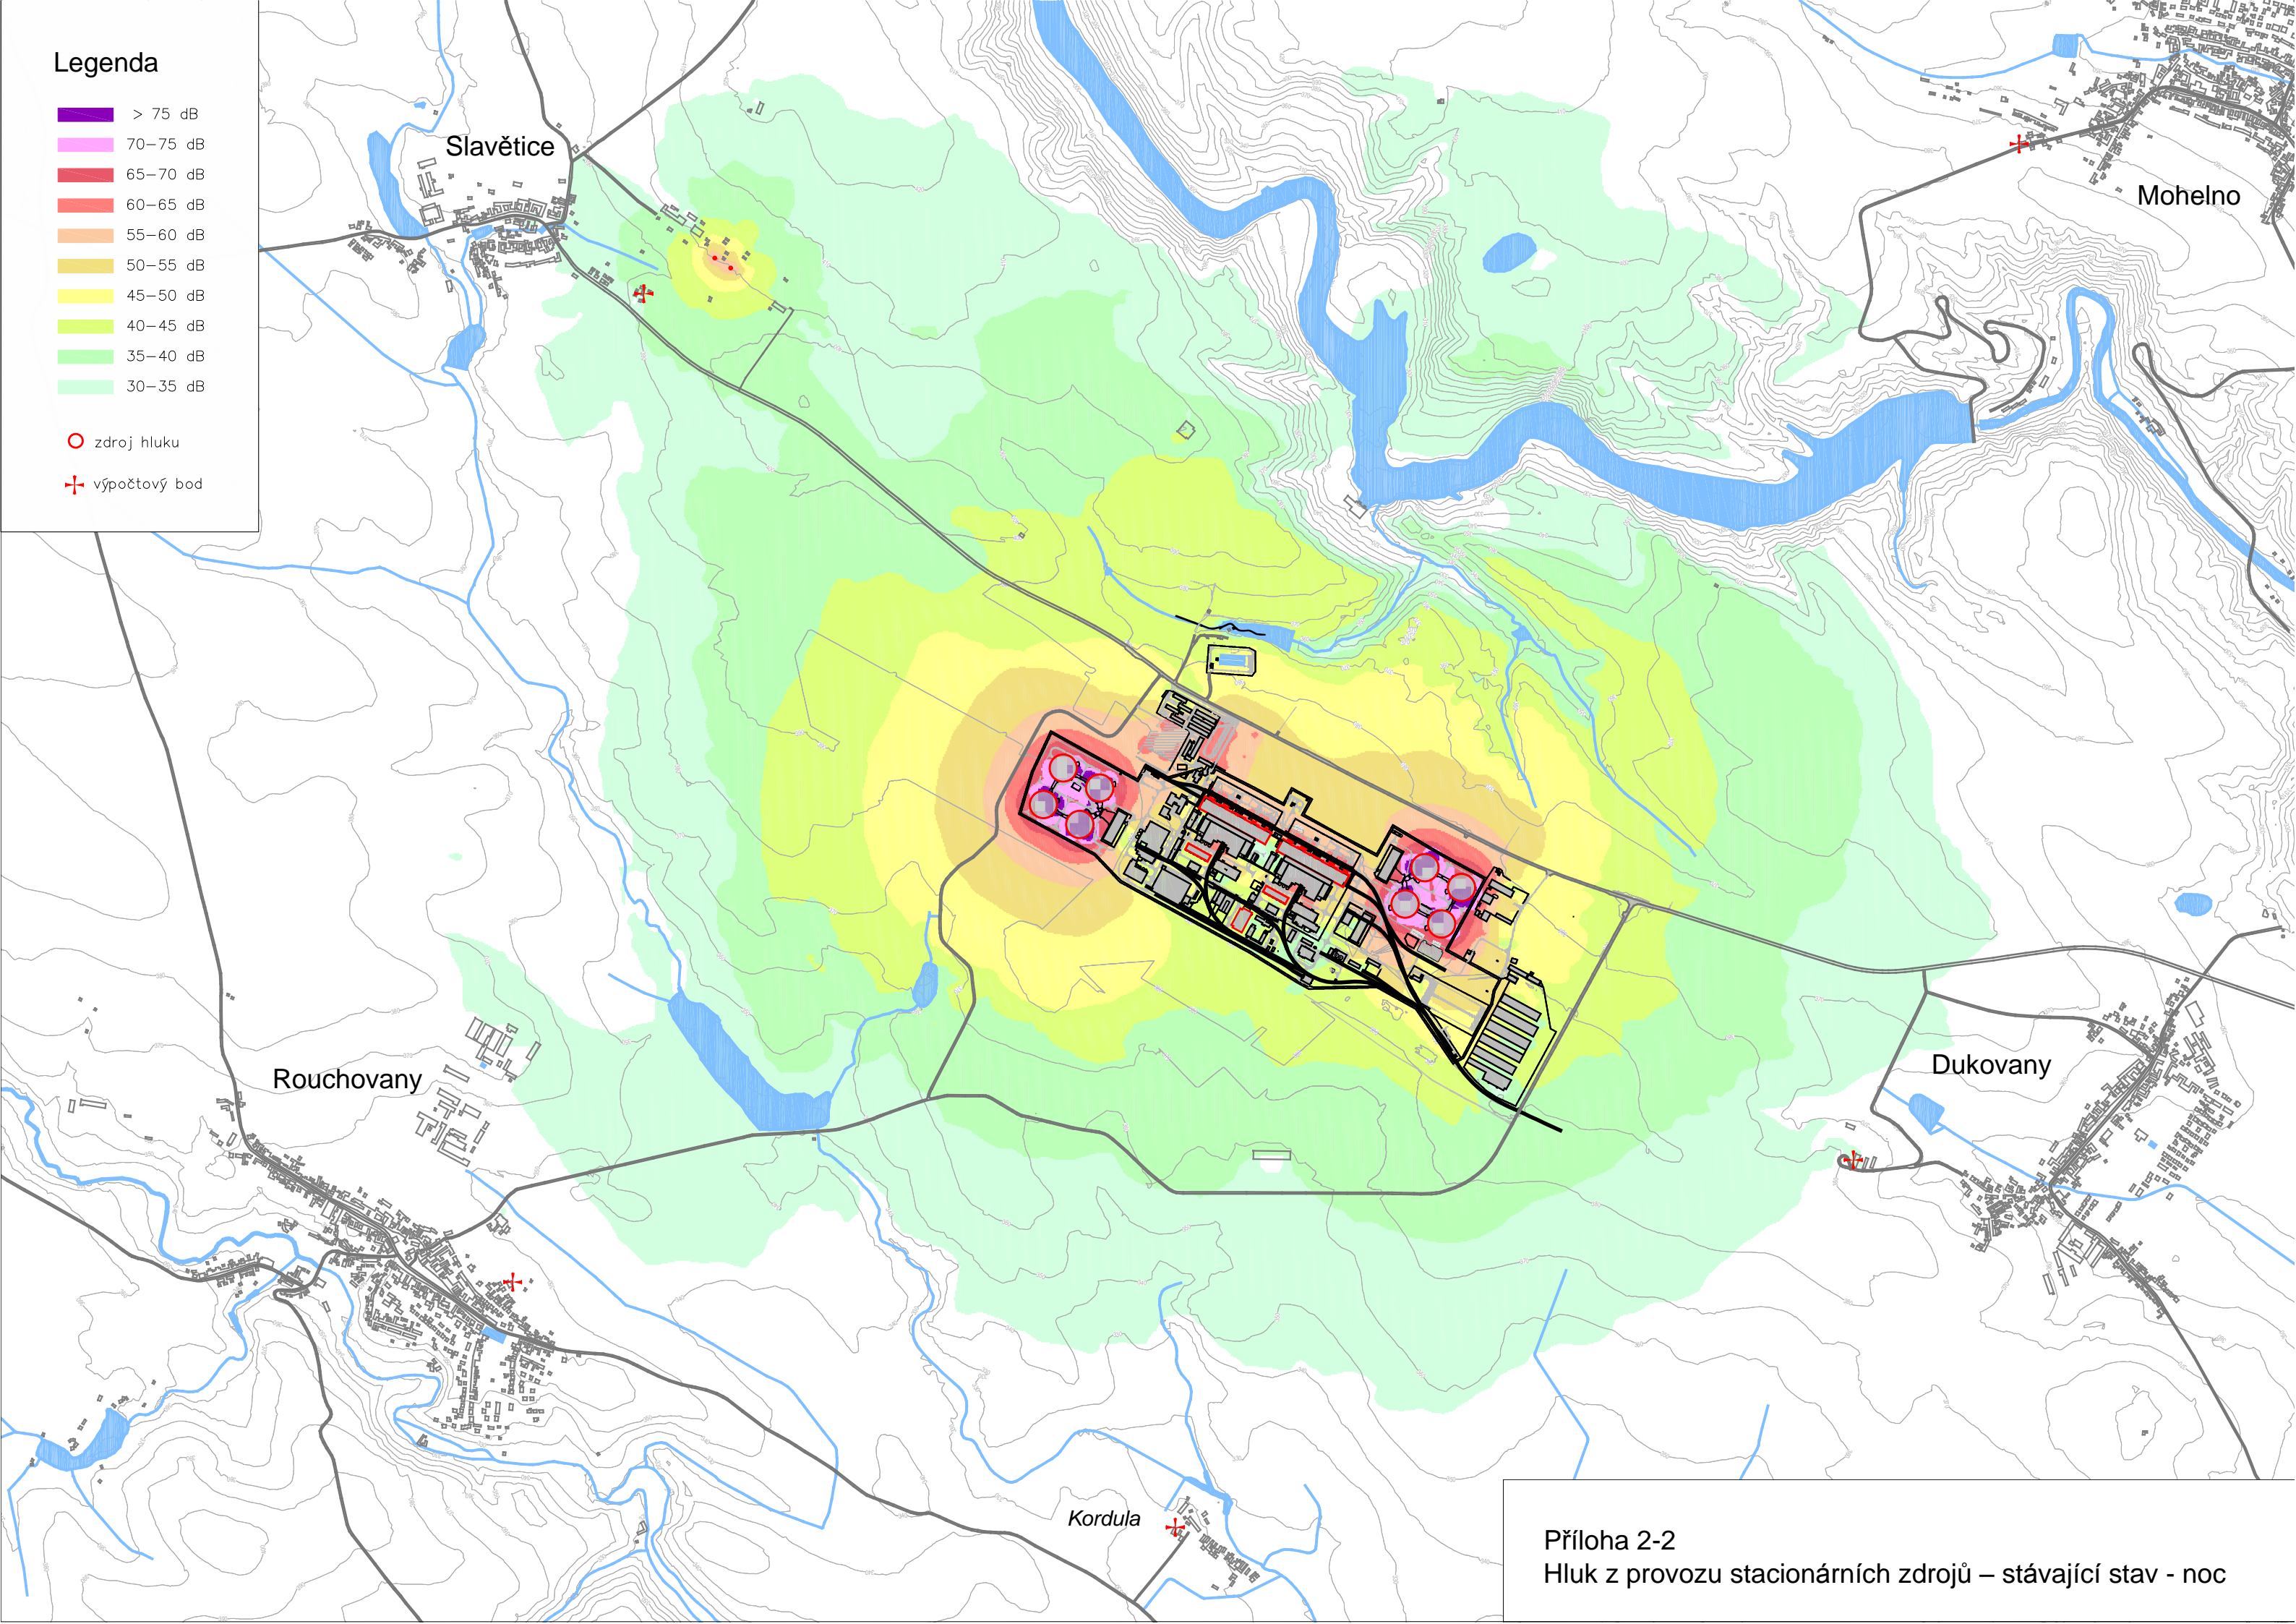 Legenda
> 75 dB
70–75 dB
65–70 dB
60–65 dB
55–60 dB
50–55 dB
45–50 dB
40–45 dB
35–40 dB
30–35 dB
zdroj hluku
výpočtový bod
Slavětice
Mohelno
Rouchovany
Dukovany
Kordula
Příloha 2-2
Hluk z provozu stacionárních zdrojů – stávající stav - noc